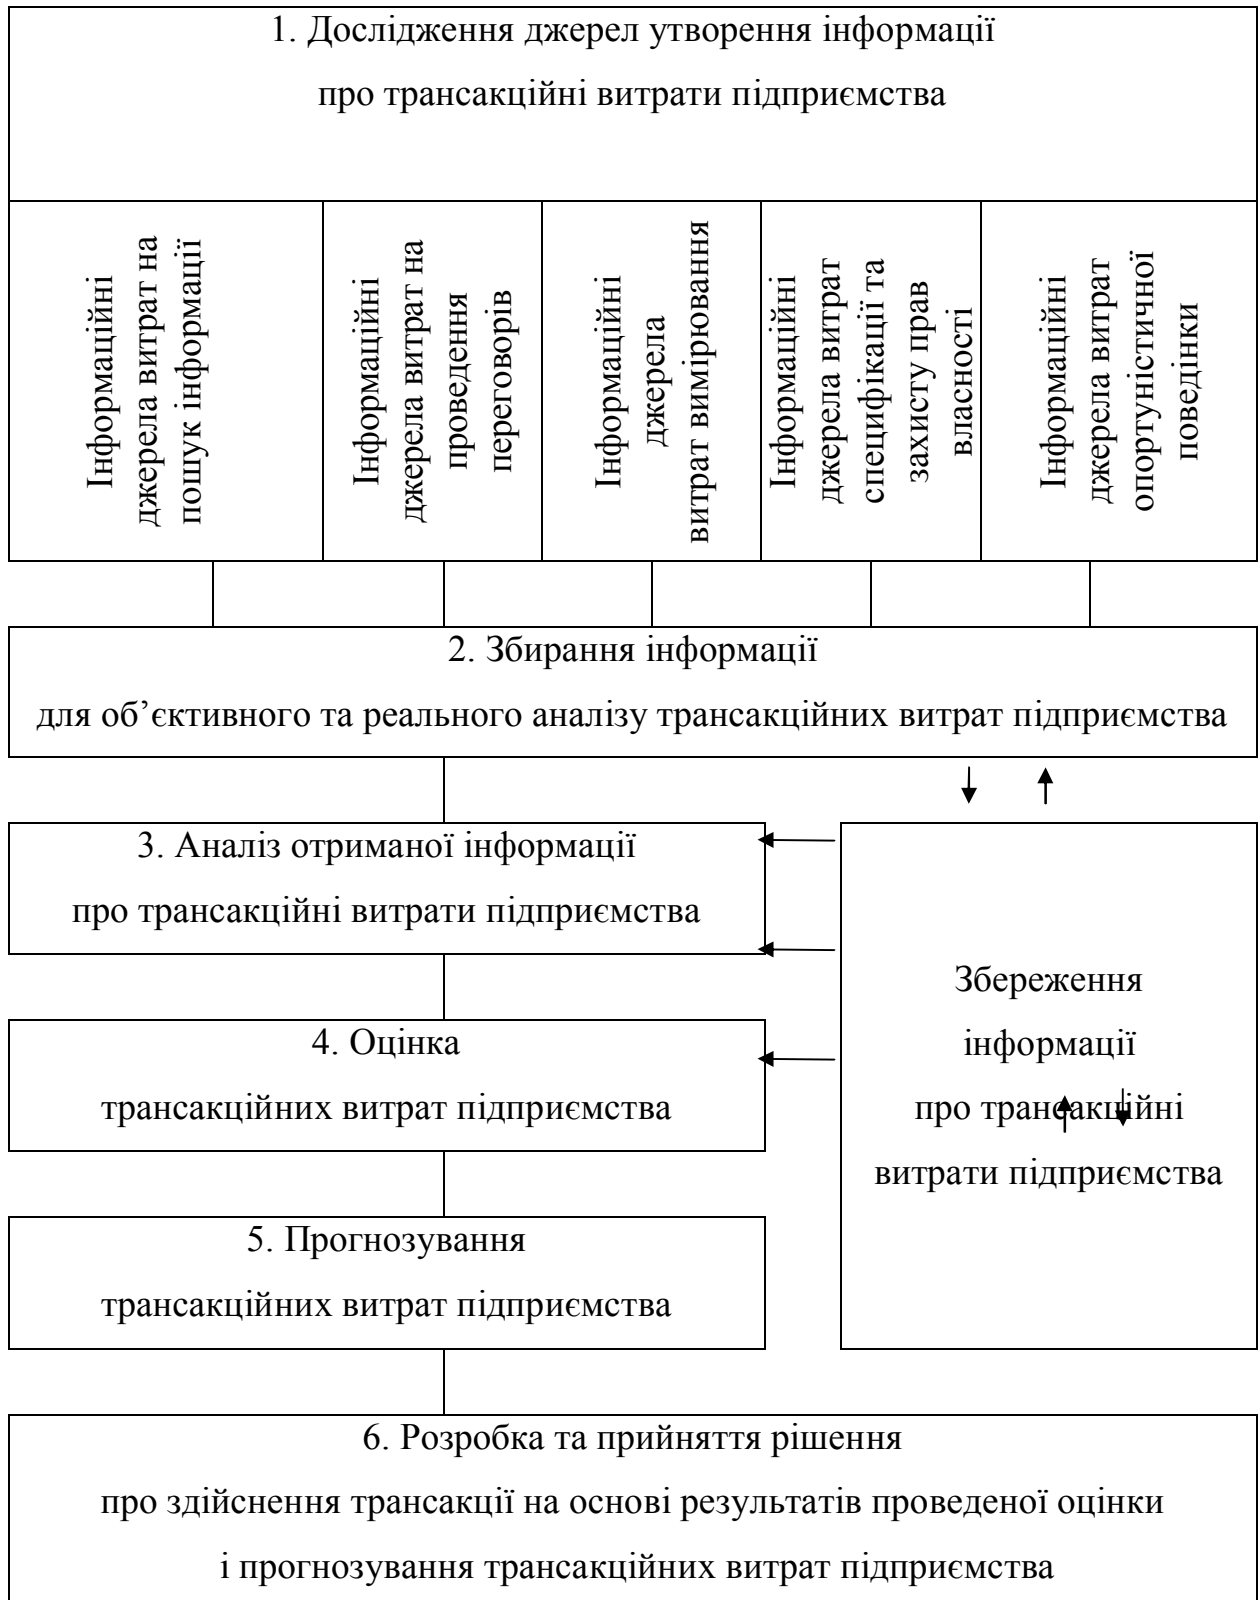 1. Дослідження джерел утворення інформації
про трансакційні витрати підприємства
Інформаційні
джерела витрат на
пошук інформації
Інформаційні
джерела витрат на
проведення
переговорів
Інформаційні
джерела
витрат вимірювання
Інформаційні
джерела витрат
специфікації та
захисту прав
власності
Інформаційні
джерела витрат
опортуністичної
поведінки
2. Збирання інформації
для об’єктивного та реального аналізу трансакційних витрат підприємства
3. Аналіз отриманої інформації
про трансакційні витрати підприємства
4. Оцінка
трансакційних витрат підприємства
5. Прогнозування
трансакційних витрат підприємства
Збереження
інформації
про трансакційні
витрати підприємства
6. Розробка та прийняття рішення
про здійснення трансакції на основі результатів проведеної оцінки
і прогнозування трансакційних витрат підприємства